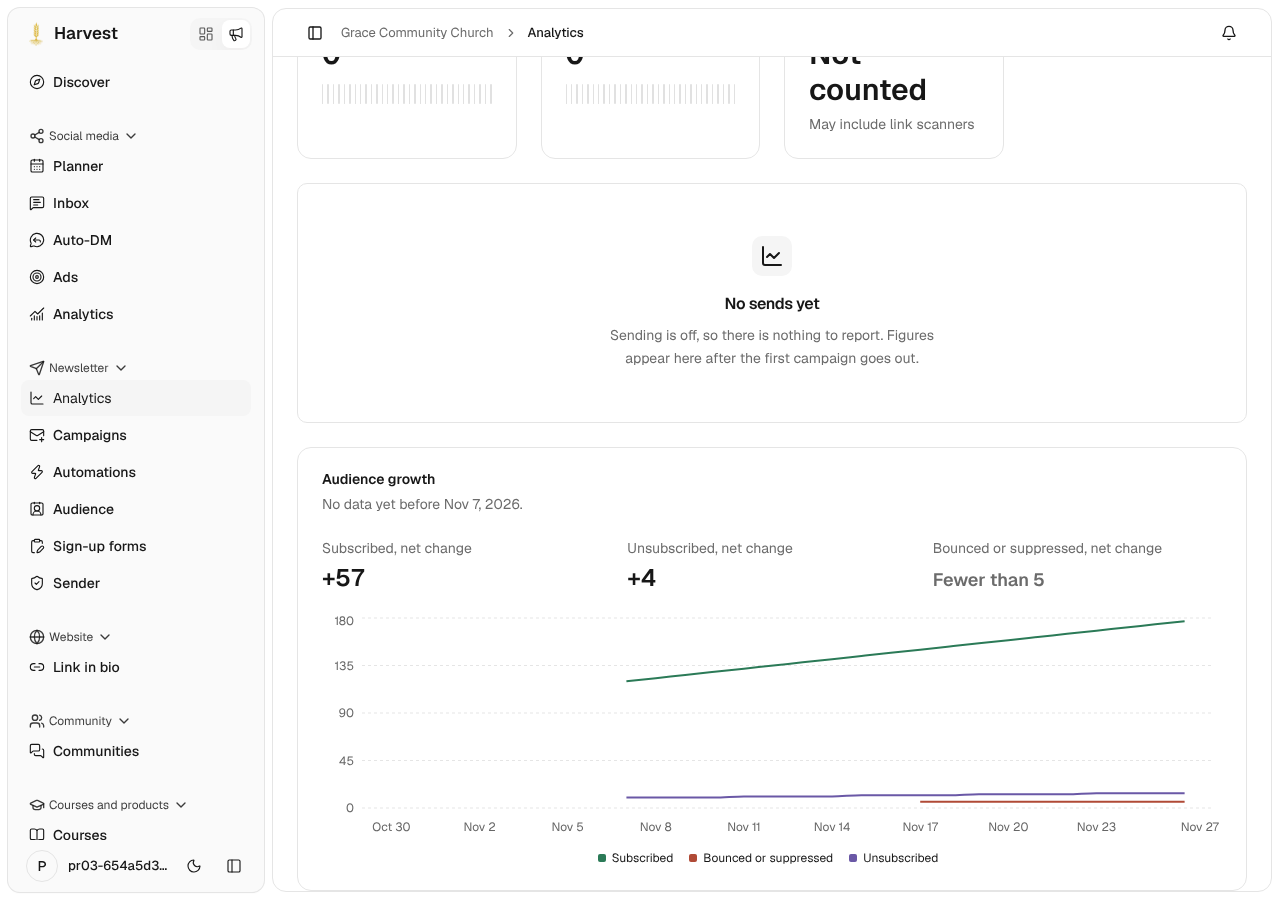 Harvest
Discover
Social media
Planner
Inbox
Auto-DM
Ads
Analytics
Newsletter
Analytics
Campaigns
Automations
Audience
Sign-up forms
Sender
Website
Link in bio
Community
Communities
Courses and products
Courses
P
pr03-654a5d3...
Grace Community Church
Analytics
Not
counted
May include link scanners
No sends yet
Sending is off, so there is nothing to report. Figures
appear here after the first campaign goes out.
Audience growth
No data yet before Nov 7, 2026.
Subscribed, net change
+57
Unsubscribed, net change
+4
Bounced or suppressed, net change
Fewer than 5
180
135
90
45
0
Oct 30 Nov 2 Nov 5 Nov 8 Nov 11 Nov 14 Nov 17 Nov 20 Nov 23 Nov 27
Subscribed Bounced or suppressed Unsubscribed